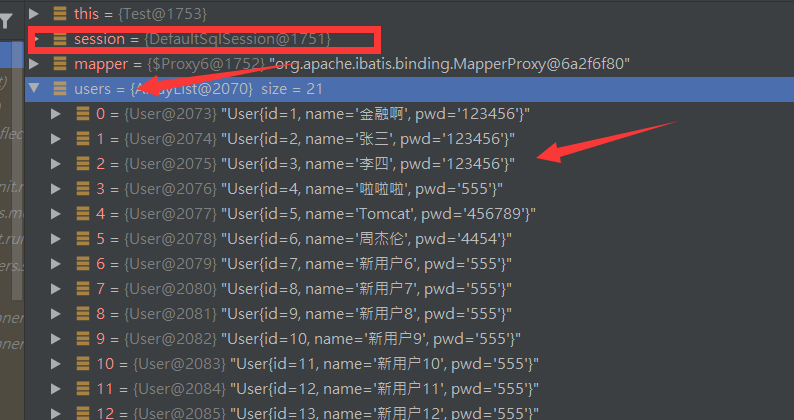 this = {Test@1753}
session = {DefaultSqlSession@1751}
mapper = {$Proxy6@1752} "org.apache.ibatis.binding.MapperProxy@6a2f6f80"
t)
users = {ArrayList@2070} size = 21
0 = {User@2073} "User{id=1, name='金融啊', pwd='123456'}"
eflec
1 = {User@2074} "User{id=2, name='张三', pwd='123456'}"
2 = {User@2075} "User{id=3, name='李四', pwd='123456'}"
nit.r
3 = {User@2076} "User{id=4, name='啦啦啦', pwd='555'}"
s.mo
4 = {User@2077} "User{id=5, name='Tomcat', pwd='456789'}"
t.run
5 = {User@2078} "User{id=6, name='周杰伦', pwd='4454'}"
ers.s
6 = {User@2079} "User{id=7, name='新用户6', pwd='555'}"
7 = {User@2080} "User{id=8, name='新用户7', pwd='555'}"
8 = {User@2081} "User{id=9, name='新用户8', pwd='555'}"
nner
9 = {User@2082} "User{id=10, name='新用户9', pwd='555'}"
nner
10 = {User@2083} "User{id=11, name='新用户10', pwd='555'}"
11 = {User@2084} "User{id=12, name='新用户11', pwd='555'}"
12 = {User@2085} "User{id=13, name='新用户12', pwd='555'}"